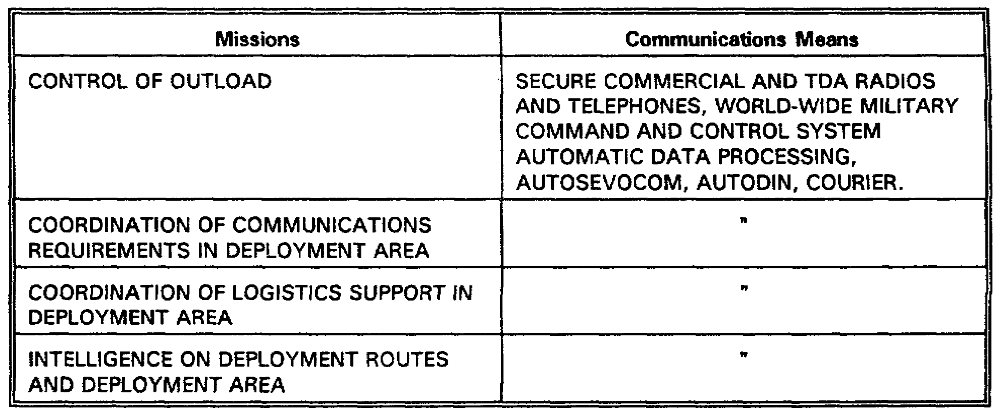 Missions
Communications Means
CONTROL OF OUTLOAD
SECURE COMMERCIAL AND TDA RADIOS
AND TELEPHONES, WORLD-WIDE MILITARY
COMMAND AND CONTROL SYSTEM
AUTOMATIC DATA PROCESSING,
AUTOSEVOCOM, AUTODIN, COURIER.
COORDINATION OF COMMUNICATIONS
REQUIREMENTS IN DEPLOYMENT AREA
"
COORDINATION OF LOGISTICS SUPPORT IN
DEPLOYMENT AREA
"
INTELLIGENCE ON DEPLOYMENT ROUTES
AND DEPLOYMENT AREA
"